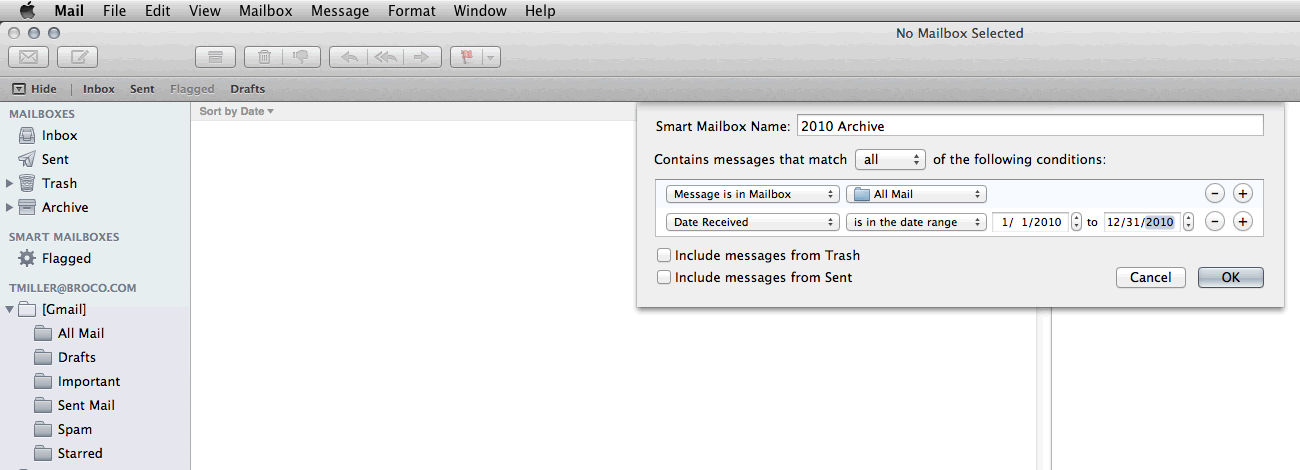 Mail File Edit View Mailbox Message Format Window Help
No Mailbox Selected
Hide | Inbox Sent Flagged Drafts
MAILBOXES
Inbox
Sent
Trash
Archive
SMART MAILBOXES
Flagged
TMILLER@BROCO.COM
[Gmail]
All Mail
Drafts
Important
Sent Mail
Spam
Starred
Sort by Date
Smart Mailbox Name: 2010 Archive
Contains messages that match all of the following conditions:
Message is in Mailbox All Mail
Date Received is in the date range 1/ 1/2010 to 12/31/2010
Include messages from Trash
Include messages from Sent
Cancel OK